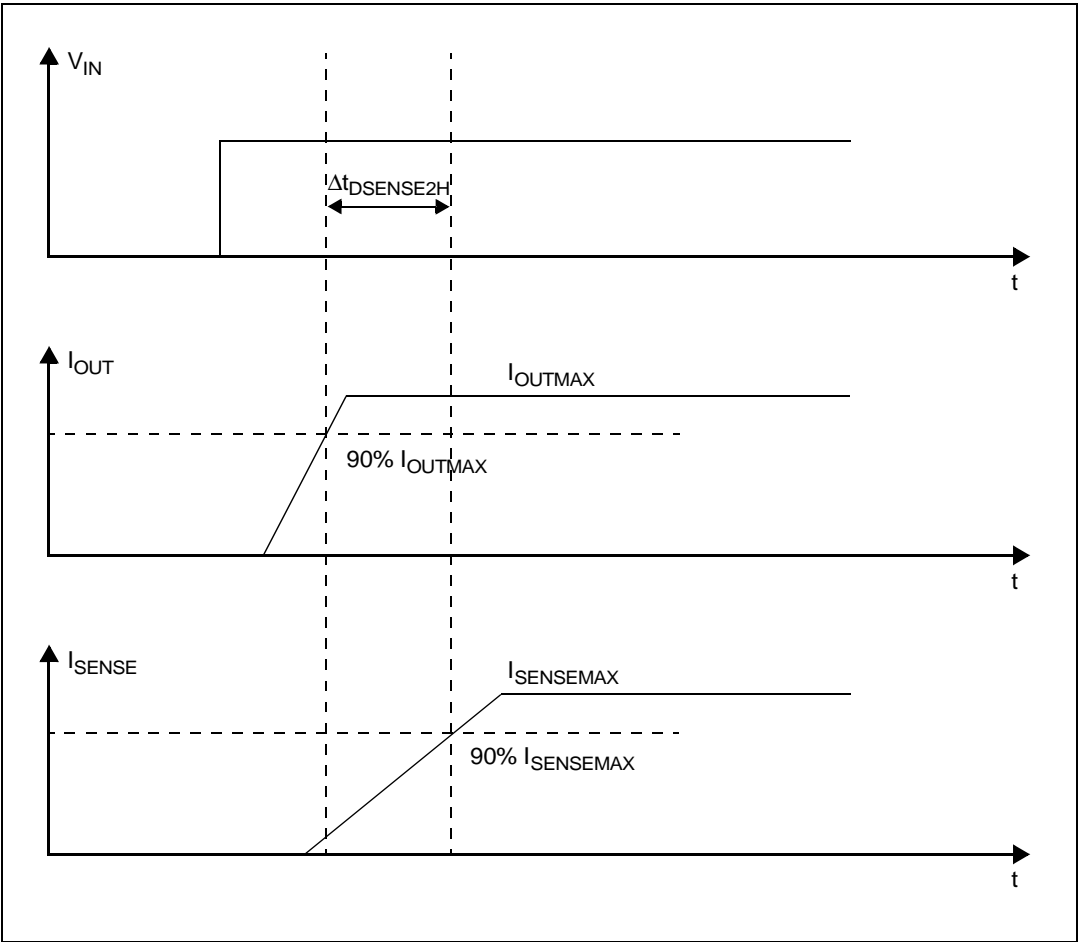 VIN
ΔtDSENSE2H
t
IOUT
IOUTMAX
90% IOUTMAX
t
ISENSE
ISENSEMAX
90% ISENSEMAX
t